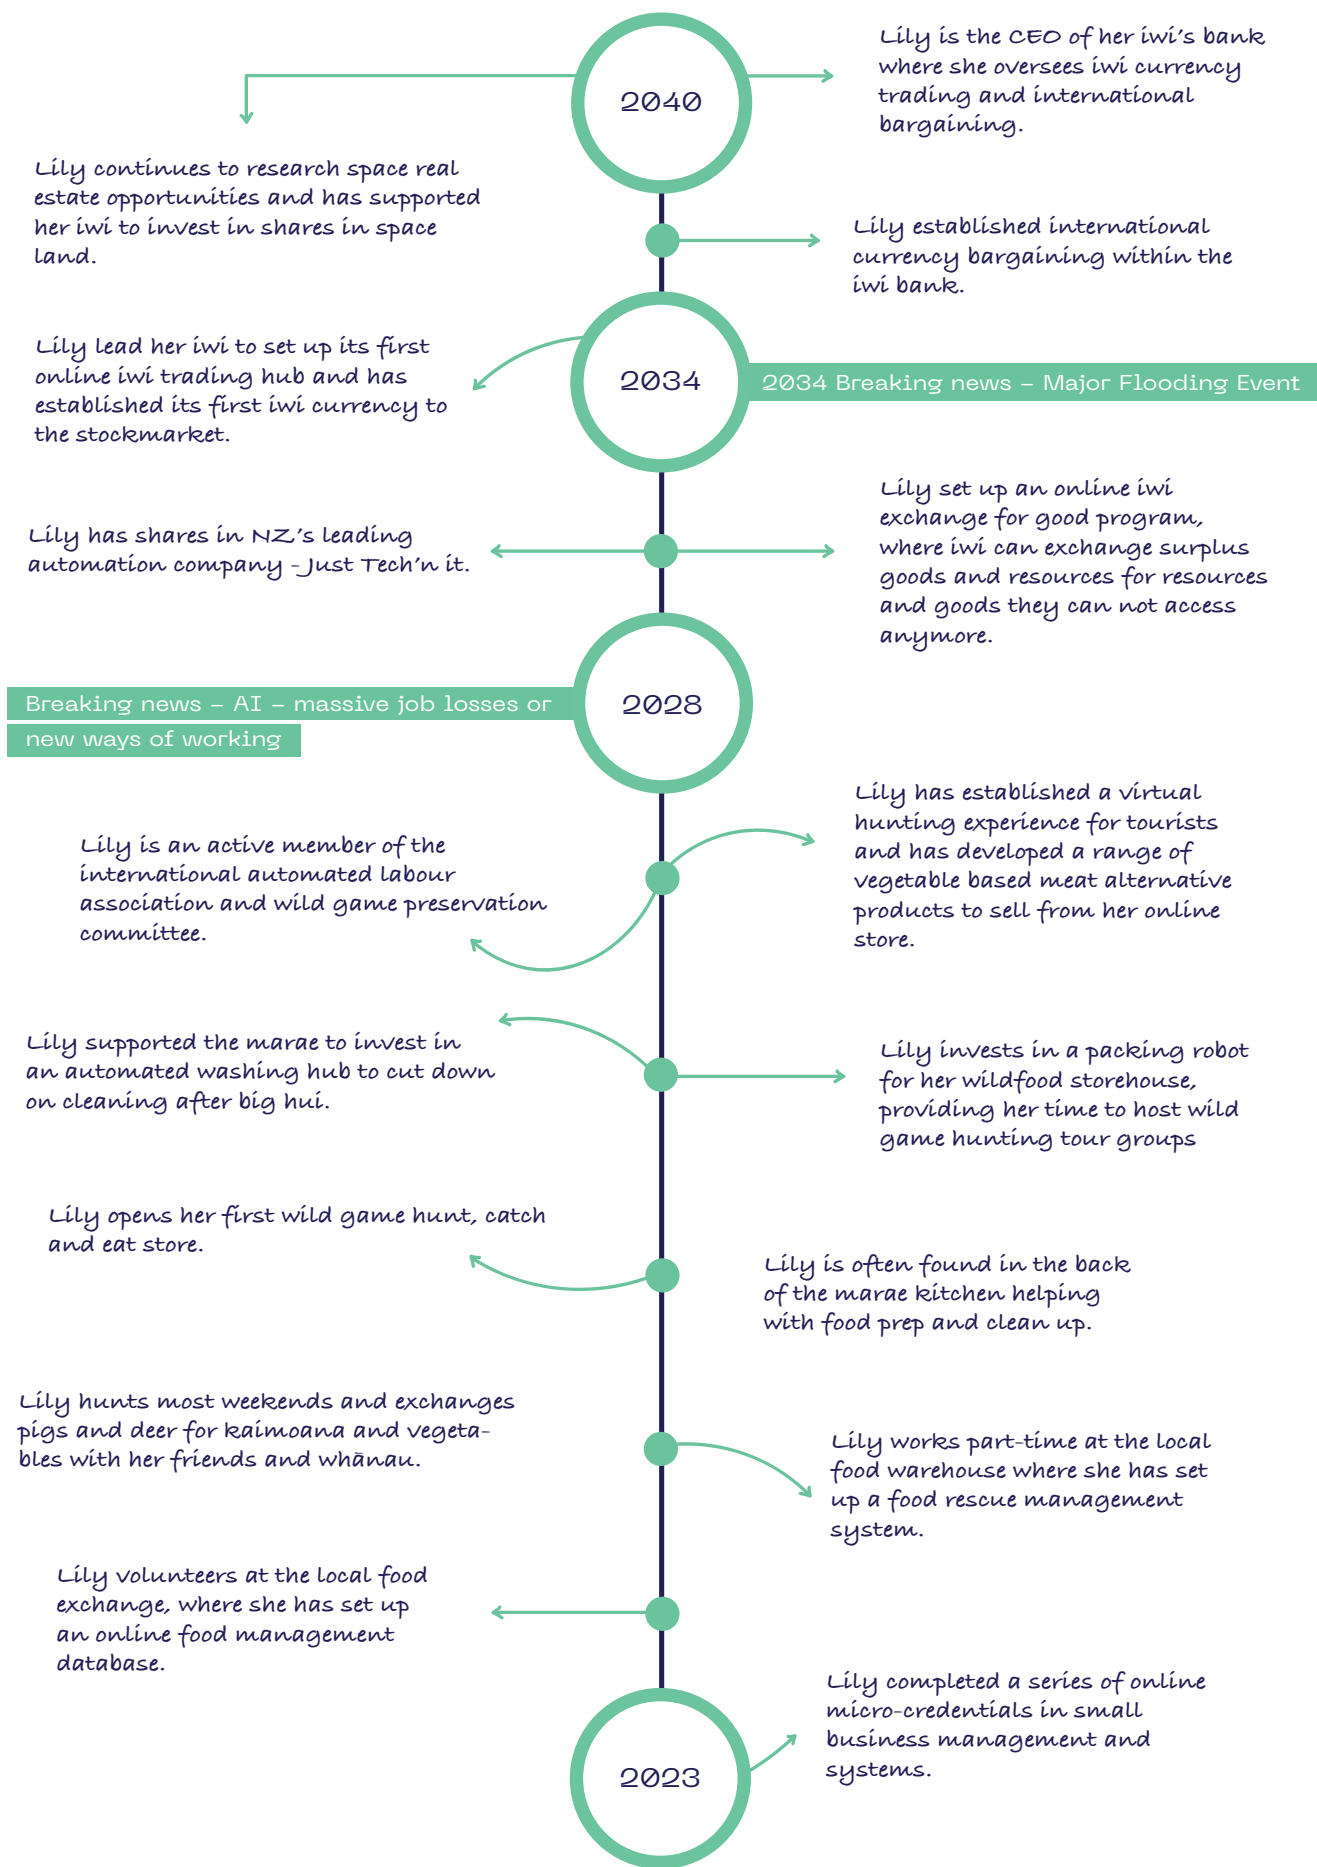 2040
Lily is the CEO of her iwi's bank
where she oversees iwi currency
trading and international
bargaining.
Lily continues to research space real
estate opportunities and has supported
her iwi to invest in shares in space
land.
Lily established international
currency bargaining within the
iwi bank.
Lily lead her iwi to set up its first
online iwi trading hub and has
established its first iwi currency to
the stockmarket.
2034
2034 Breaking news – Major Flooding Event
Lily has shares in NZ's leading
automation company - Just Tech'n it.
Lily set up an online iwi
exchange for good program,
where iwi can exchange surplus
goods and resources for resources
and goods they can not access
anymore.
Breaking news – AI – massive job losses or
new ways of working
2028
Lily has established a virtual
hunting experience for tourists
and has developed a range of
vegetable based meat alternative
products to sell from her online
store.
Lily is an active member of the
international automated labour
association and wild game preservation
committee.
Lily supported the marae to invest in
an automated washing hub to cut down
on cleaning after big hui.
Lily invests in a packing robot
for her wildfood storehouse,
providing her time to host wild
game hunting tour groups
Lily opens her first wild game hunt, catch
and eat store.
Lily is often found in the back
of the marae kitchen helping
with food prep and clean up.
Lily hunts most weekends and exchanges
pigs and deer for kaimoana and vegeta-
bles with her friends and whānau.
Lily works part-time at the local
food warehouse where she has set
up a food rescue management
system.
Lily volunteers at the local food
exchange, where she has set up
an online food management
database.
Lily completed a series of online
micro-credentials in small
business management and
systems.
2023